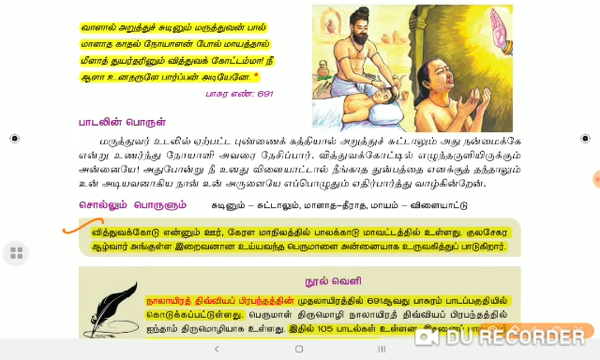 வாளால் அறுத்துச் சுடினும் மருத்துவன் பால்
மாளாத காதல் நோயாளன் போல் மாயத்தால்
மீளாத் துயர்தரினும் வித்துவக் கோட்டம்மா! நீ
ஆளா உனதருளே பார்ப்பன் அடியேனே. *
பாசுர எண்: 691
பாடலின் பொருள்
மருத்துவர் உடலில் ஏற்பட்ட புண்ணைக் கத்தியால் அறுத்துச் சுட்டாலும் அது நன்மைக்கே
என்று உணர்ந்து நோயாளி அவரை நேசிப்பார். வித்துவக்கோட்டில் எழுந்தருளியிருக்கும்
அன்னையே! அதுபோன்று நீ உனது விளையாட்டால் நீங்காத துன்பத்தை எனக்குத் தந்தாலும்
உன் அடியவனாகிய நான் உன் அருளையே எப்பொழுதும் எதிர்பார்த்து வாழ்கின்றேன்.
சொல்லும் பொருளும் சுடினும் – சுட்டாலும், மாளாத-தீராத, மாயம் – விளையாட்டு
வித்துவக்கோடு என்னும் ஊர், கேரள மாநிலத்தில் பாலக்காடு மாவட்டத்தில் உள்ளது. குலசேகர
ஆழ்வார் அங்குள்ள இறைவனான உய்யவந்த பெருமாளை அன்னையாக உருவகித்துப் பாடுகிறார்.
நூல் வெளி
நாலாயிரத் திவ்வியப் பிரபந்தத்தின் முதலாயிரத்தில் 691ஆவது பாசுரம் பாடப்பகுதியில்
கொடுக்கப்பட்டுள்ளது. பெருமாள் திருமொழி நாலாயிரத் திவ்வியப் பிரபந்தத்தில்
ஐந்தாம் திருமொழியாக உள்ளது. இதில் 105 பாடல்கள் உள்ளன.
DU RECORDER